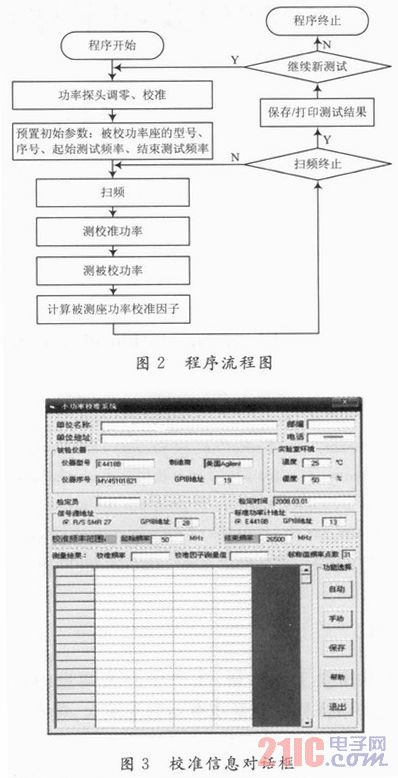 程序开始
程序终止
Y
N
继续新测试
功率探头调零、校准
保存/打印测试结果
预置初始参数：被校功率座的型号、
序号、起始测试频率、结束测试频率
Y
N
扫频终止
扫频
测校准功率
测被校功率
计算被测座功率校准因子
图 2 程序流程图
小功率校准系统
单位名称
邮编
单位地址
电话
被检仪器
实验室环境
仪器型号 E4418B
制造商 美国Agilent
温度 25 ℃
仪器序号 MY45101821
GPIB地址 19
湿度 50 %
检定员
检定时间 2008.03.01
信号源地址
标准功率计地址
R/S SMR 27 GPIB地址 28
E4418B GPIB地址 13
校准频率范围： 起始频率 50 MHz 结束频率 26500 MHz
测量结果： 校准频率 校准因子测量值 标称值频率点数 31
功能选择
自动
手动
保存
帮助
退出
图 3 校准信息对话框
21IC电子网
21ic.com